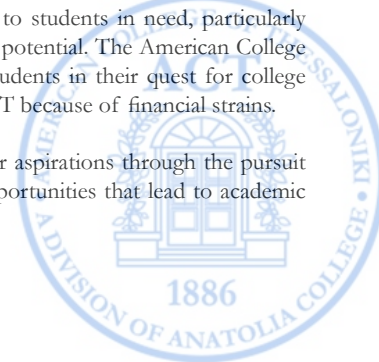 to students in need, particularly
potential. The American College
udents in their quest for college
T because of financial strains.
r aspirations through the pursuit
portunities that lead to academic
AMERICAN COLLEGE OF THESSALONIKI
ACT
1886
A DIVISION OF ANATOLIA COLLEGE